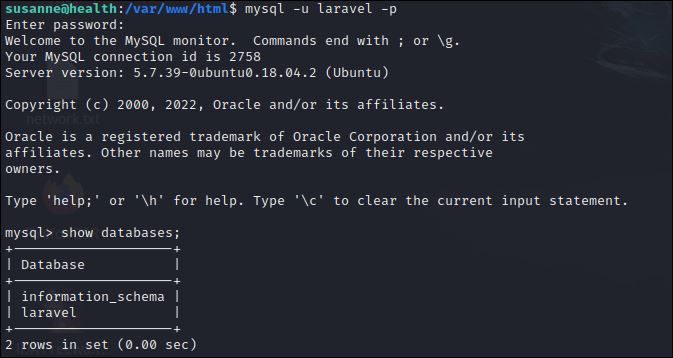 susanne@health:/var/www/html$ mysql -u laravel -p
Enter password:
Welcome to the MySQL monitor.  Commands end with ; or \g.
Your MySQL connection id is 2758
Server version: 5.7.39-0ubuntu0.18.04.2 (Ubuntu)

Copyright (c) 2000, 2022, Oracle and/or its affiliates.

Oracle is a registered trademark of Oracle Corporation and/or its
affiliates. Other names may be trademarks of their respective
owners.

Type 'help;' or '\h' for help. Type '\c' to clear the current input statement.

mysql> show databases;
+--------------------+
| Database           |
+--------------------+
| information_schema |
| laravel            |
+--------------------+
2 rows in set (0.00 sec)
network.txt